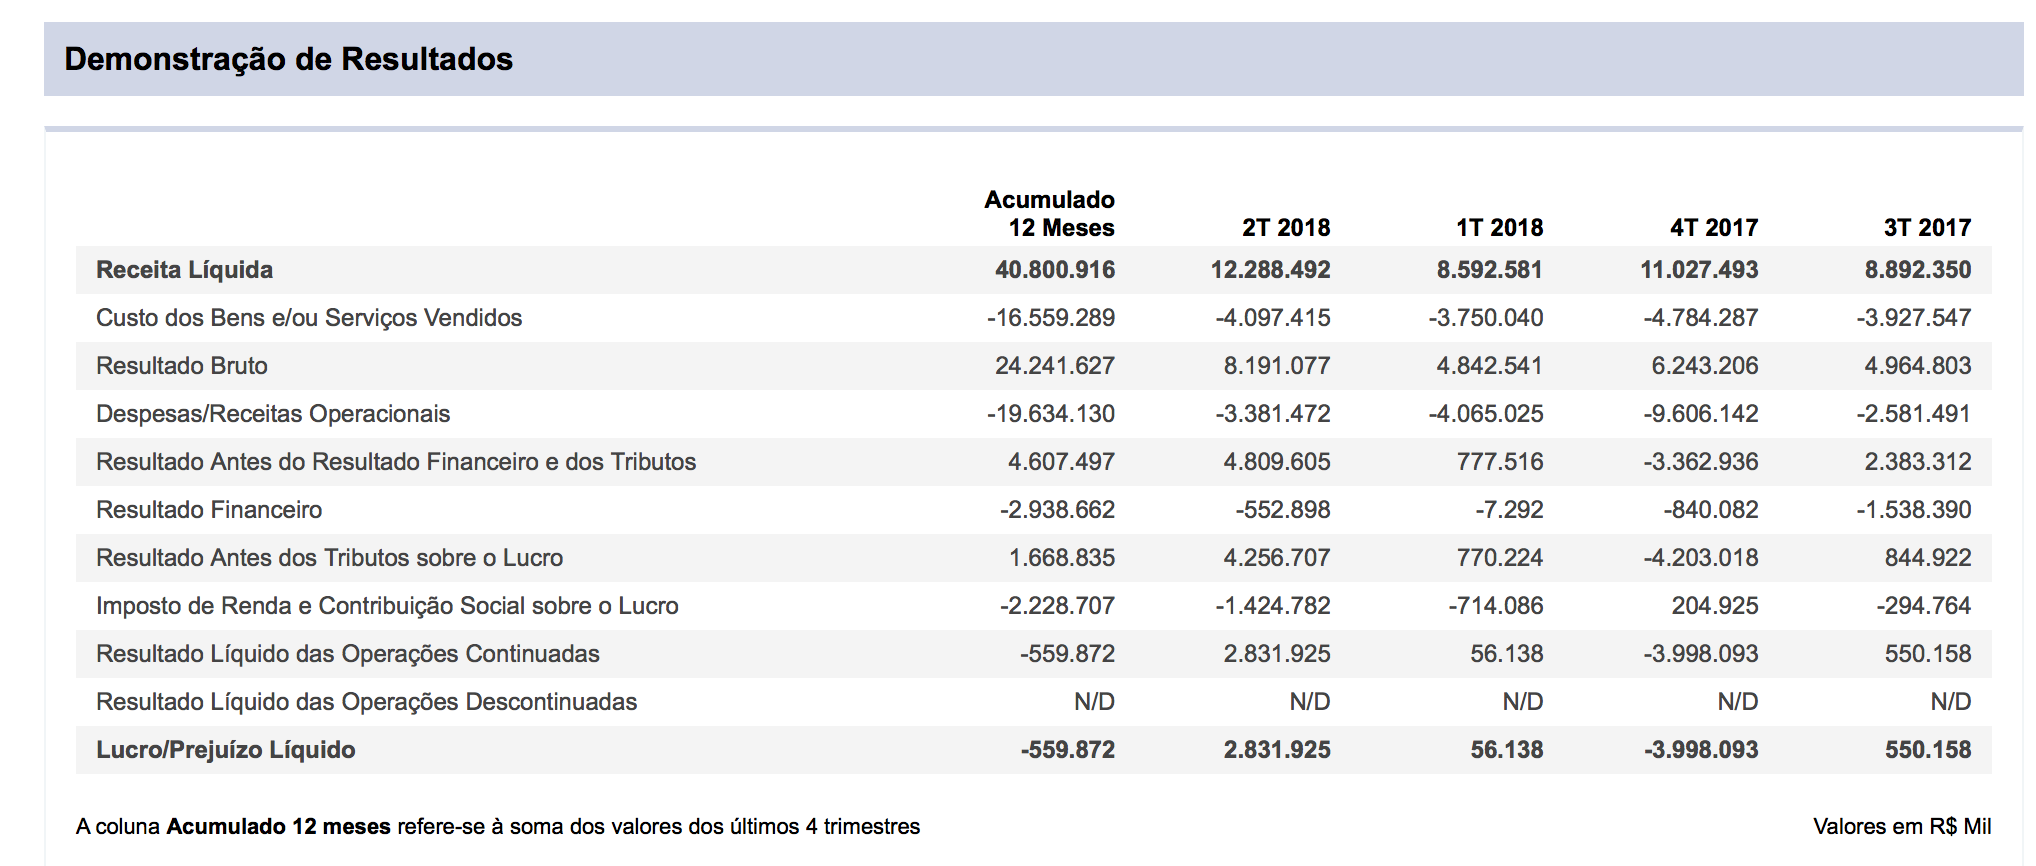 Demonstração de Resultados
Acumulado
12 Meses 2T 2018 1T 2018 4T 2017 3T 2017
Receita Líquida 40.800.916 12.288.492 8.592.581 11.027.493 8.892.350
Custo dos Bens e/ou Serviços Vendidos -16.559.289 -4.097.415 -3.750.040 -4.784.287 -3.927.547
Resultado Bruto 24.241.627 8.191.077 4.842.541 6.243.206 4.964.803
Despesas/Receitas Operacionais -19.634.130 -3.381.472 -4.065.025 -9.606.142 -2.581.491
Resultado Antes do Resultado Financeiro e dos Tributos 4.607.497 4.809.605 777.516 -3.362.936 2.383.312
Resultado Financeiro -2.938.662 -552.898 -7.292 -840.082 -1.538.390
Resultado Antes dos Tributos sobre o Lucro 1.668.835 4.256.707 770.224 -4.203.018 844.922
Imposto de Renda e Contribuição Social sobre o Lucro -2.228.707 -1.424.782 -714.086 204.925 -294.764
Resultado Líquido das Operações Continuadas -559.872 2.831.925 56.138 -3.998.093 550.158
Resultado Líquido das Operações Descontinuadas N/D N/D N/D N/D N/D
Lucro/Prejuízo Líquido -559.872 2.831.925 56.138 -3.998.093 550.158
A coluna Acumulado 12 meses refere-se à soma dos valores dos últimos 4 trimestres Valores em R$ Mil